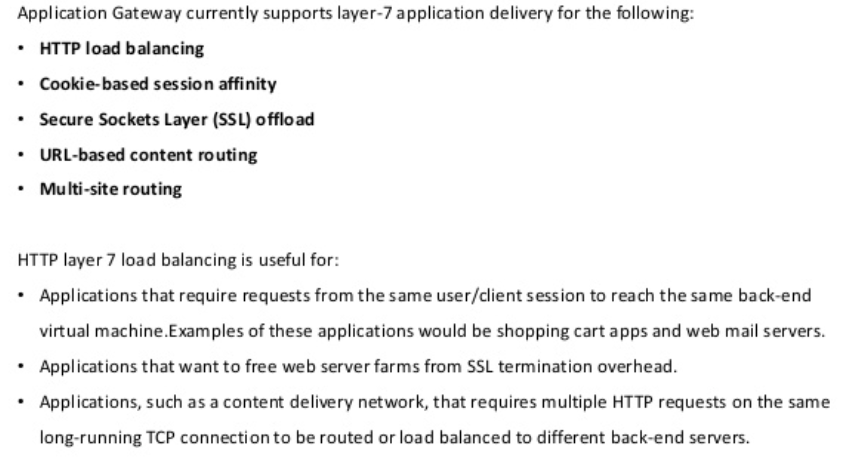 Application Gateway currently supports layer-7 application delivery for the following:
• HTTP load balancing
• Cookie-based session affinity
• Secure Sockets Layer (SSL) offload
• URL-based content routing
• Multi-site routing
HTTP layer 7 load balancing is useful for:
• Applications that require requests from the same user/client session to reach the same back-end
virtual machine.Examples of these applications would be shopping cart apps and web mail servers.
• Applications that want to free web server farms from SSL termination overhead.
• Applications, such as a content delivery network, that requires multiple HTTP requests on the same
long-running TCP connection to be routed or load balanced to different back-end servers.